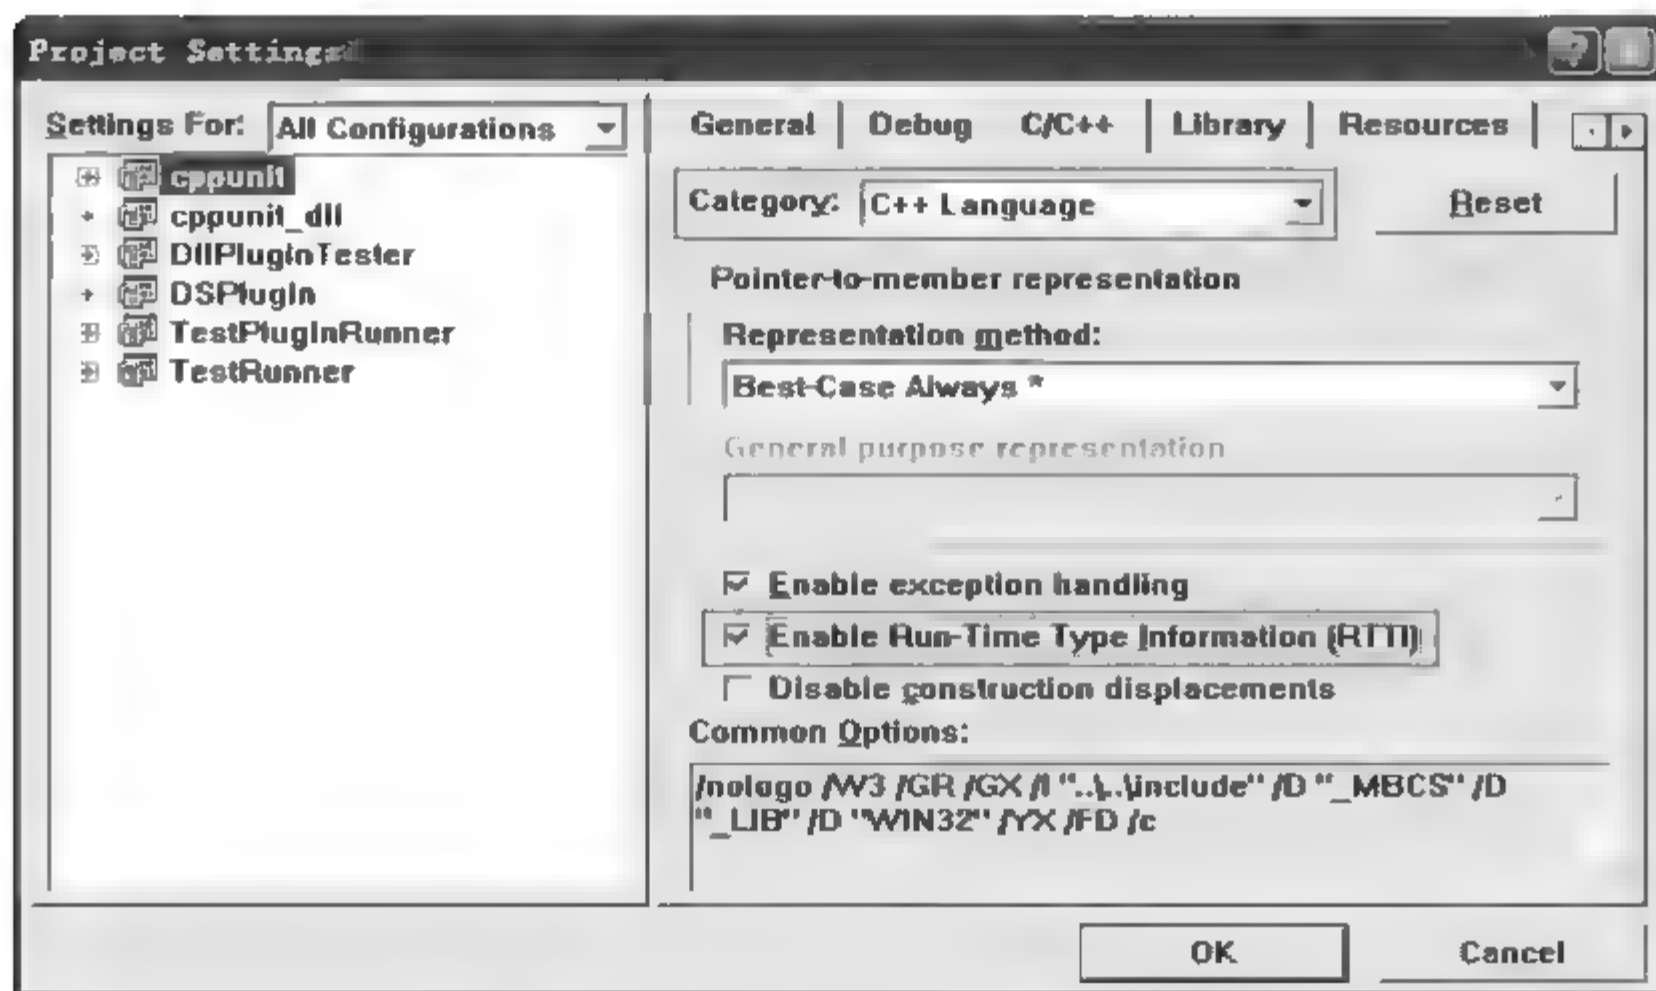 Project Settings
Settings For: All Configurations
cppunit
cppunit_dll
DllPlugInTester
DSPlugIn
TestPlugInRunner
TestRunner
General Debug C/C++ Library Resources
Category: C++ Language
Reset
Pointer-to-member representation
Representation method:
Best-Case Always *
General purpose representation
Enable exception handling
Enable Run-Time Type Information (RTTI)
Disable construction displacements
Common Options:
/nologo /W3 /GR /GX /I "..\..\include" /D "_MBCS" /D
"_LIB" /D "WIN32" /YX /FD /c
OK Cancel